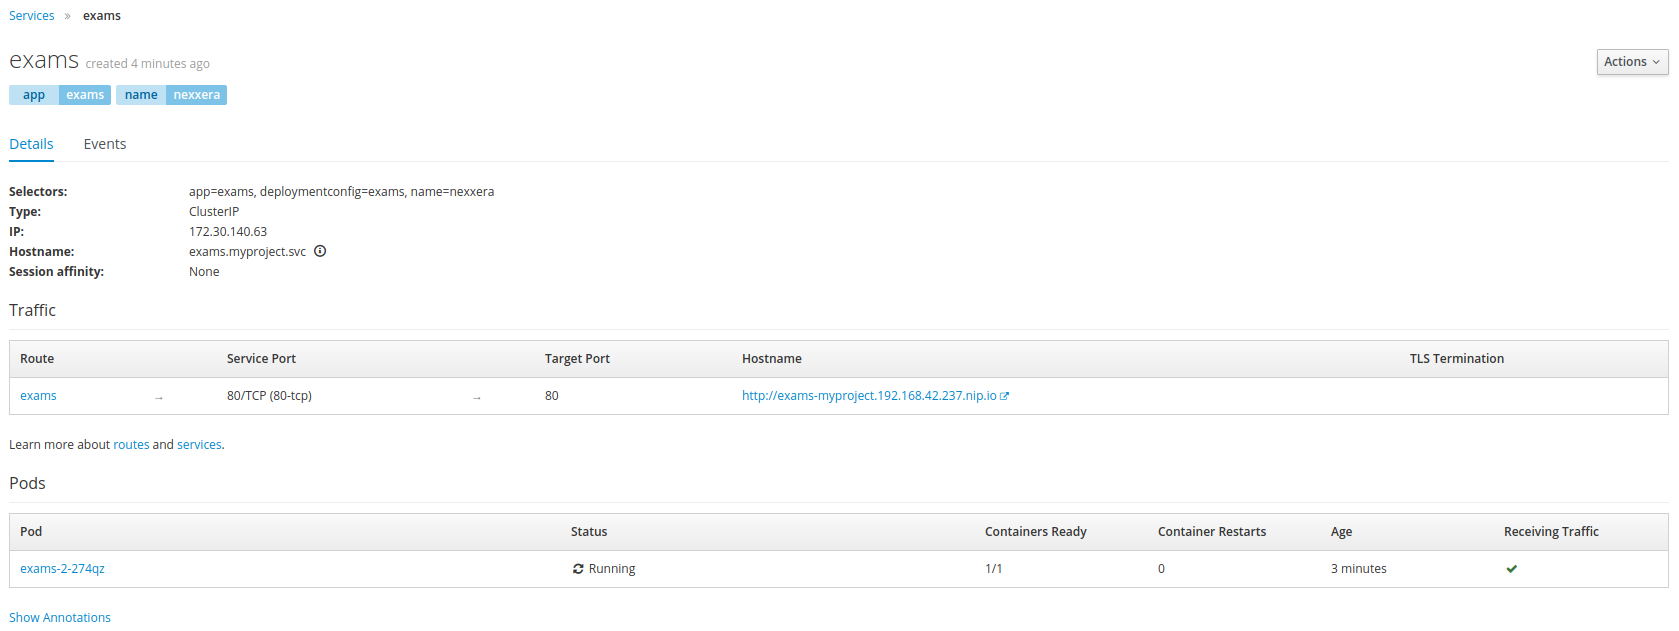 Services » exams
exams created 4 minutes ago
Actions
app exams name nexxera
Details Events
Selectors: app=exams, deploymentconfig=exams, name=nexxera
Type: ClusterIP
IP: 172.30.140.63
Hostname: exams.myproject.svc
Session affinity: None
Traffic
Route Service Port Target Port Hostname TLS Termination
exams → 80/TCP (80-tcp) → 80 http://exams-myproject.192.168.42.237.nip.io
Learn more about routes and services.
Pods
Pod Status Containers Ready Container Restarts Age Receiving Traffic
exams-2-274qz Running 1/1 0 3 minutes
Show Annotations